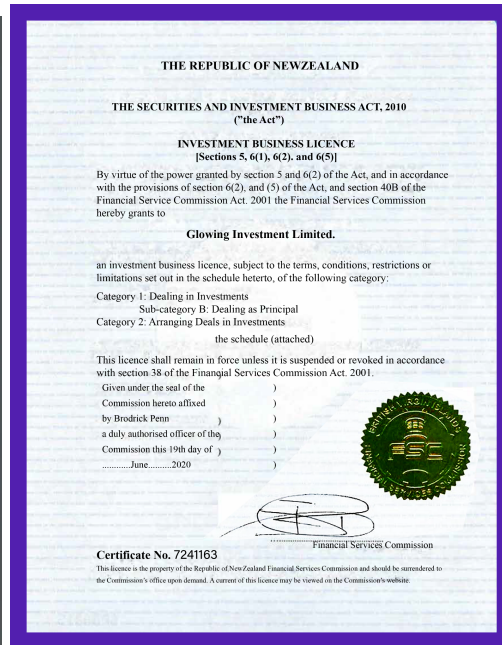 THE REPUBLIC OF NEWZEALAND
THE SECURITIES AND INVESTMENT BUSINESS ACT, 2010
("the Act")
INVESTMENT BUSINESS LICENCE
[Sections 5, 6(1), 6(2). and 6(5)]
By virtue of the power granted by section 5 and 6(2) of the Act, and in accordance
with the provisions of section 6(2), and (5) of the Act, and section 40B of the
Financial Service Commission Act. 2001 the Financial Services Commission
hereby grants to
Glowing Investment Limited.
an investment business licence, subject to the terms, conditions, restrictions or
limitations set out in the schedule heterto, of the following category:
Category 1: Dealing in Investments
Sub-category B: Dealing as Principal
Category 2: Arranging Deals in Investments
the schedule (attached)
This licence shall remain in force unless it is suspended or revoked in accordance
with section 38 of the Finanqial Services Commission Act. 2001.
Given under the seal of the )
Commission hereto affixed )
by Brodrick Penn ) )
a duly authorised officer of the) )
Commission this 19th day of ) )
............June.........2020 )
Financial Services Commission
Certificate No. 7241163
This licence is the property of the Republic of NewZealand Financial Services Commission and should be surrendered to
the Commission's office upon demand. A current of this licence may be viewed on the Commission's website.